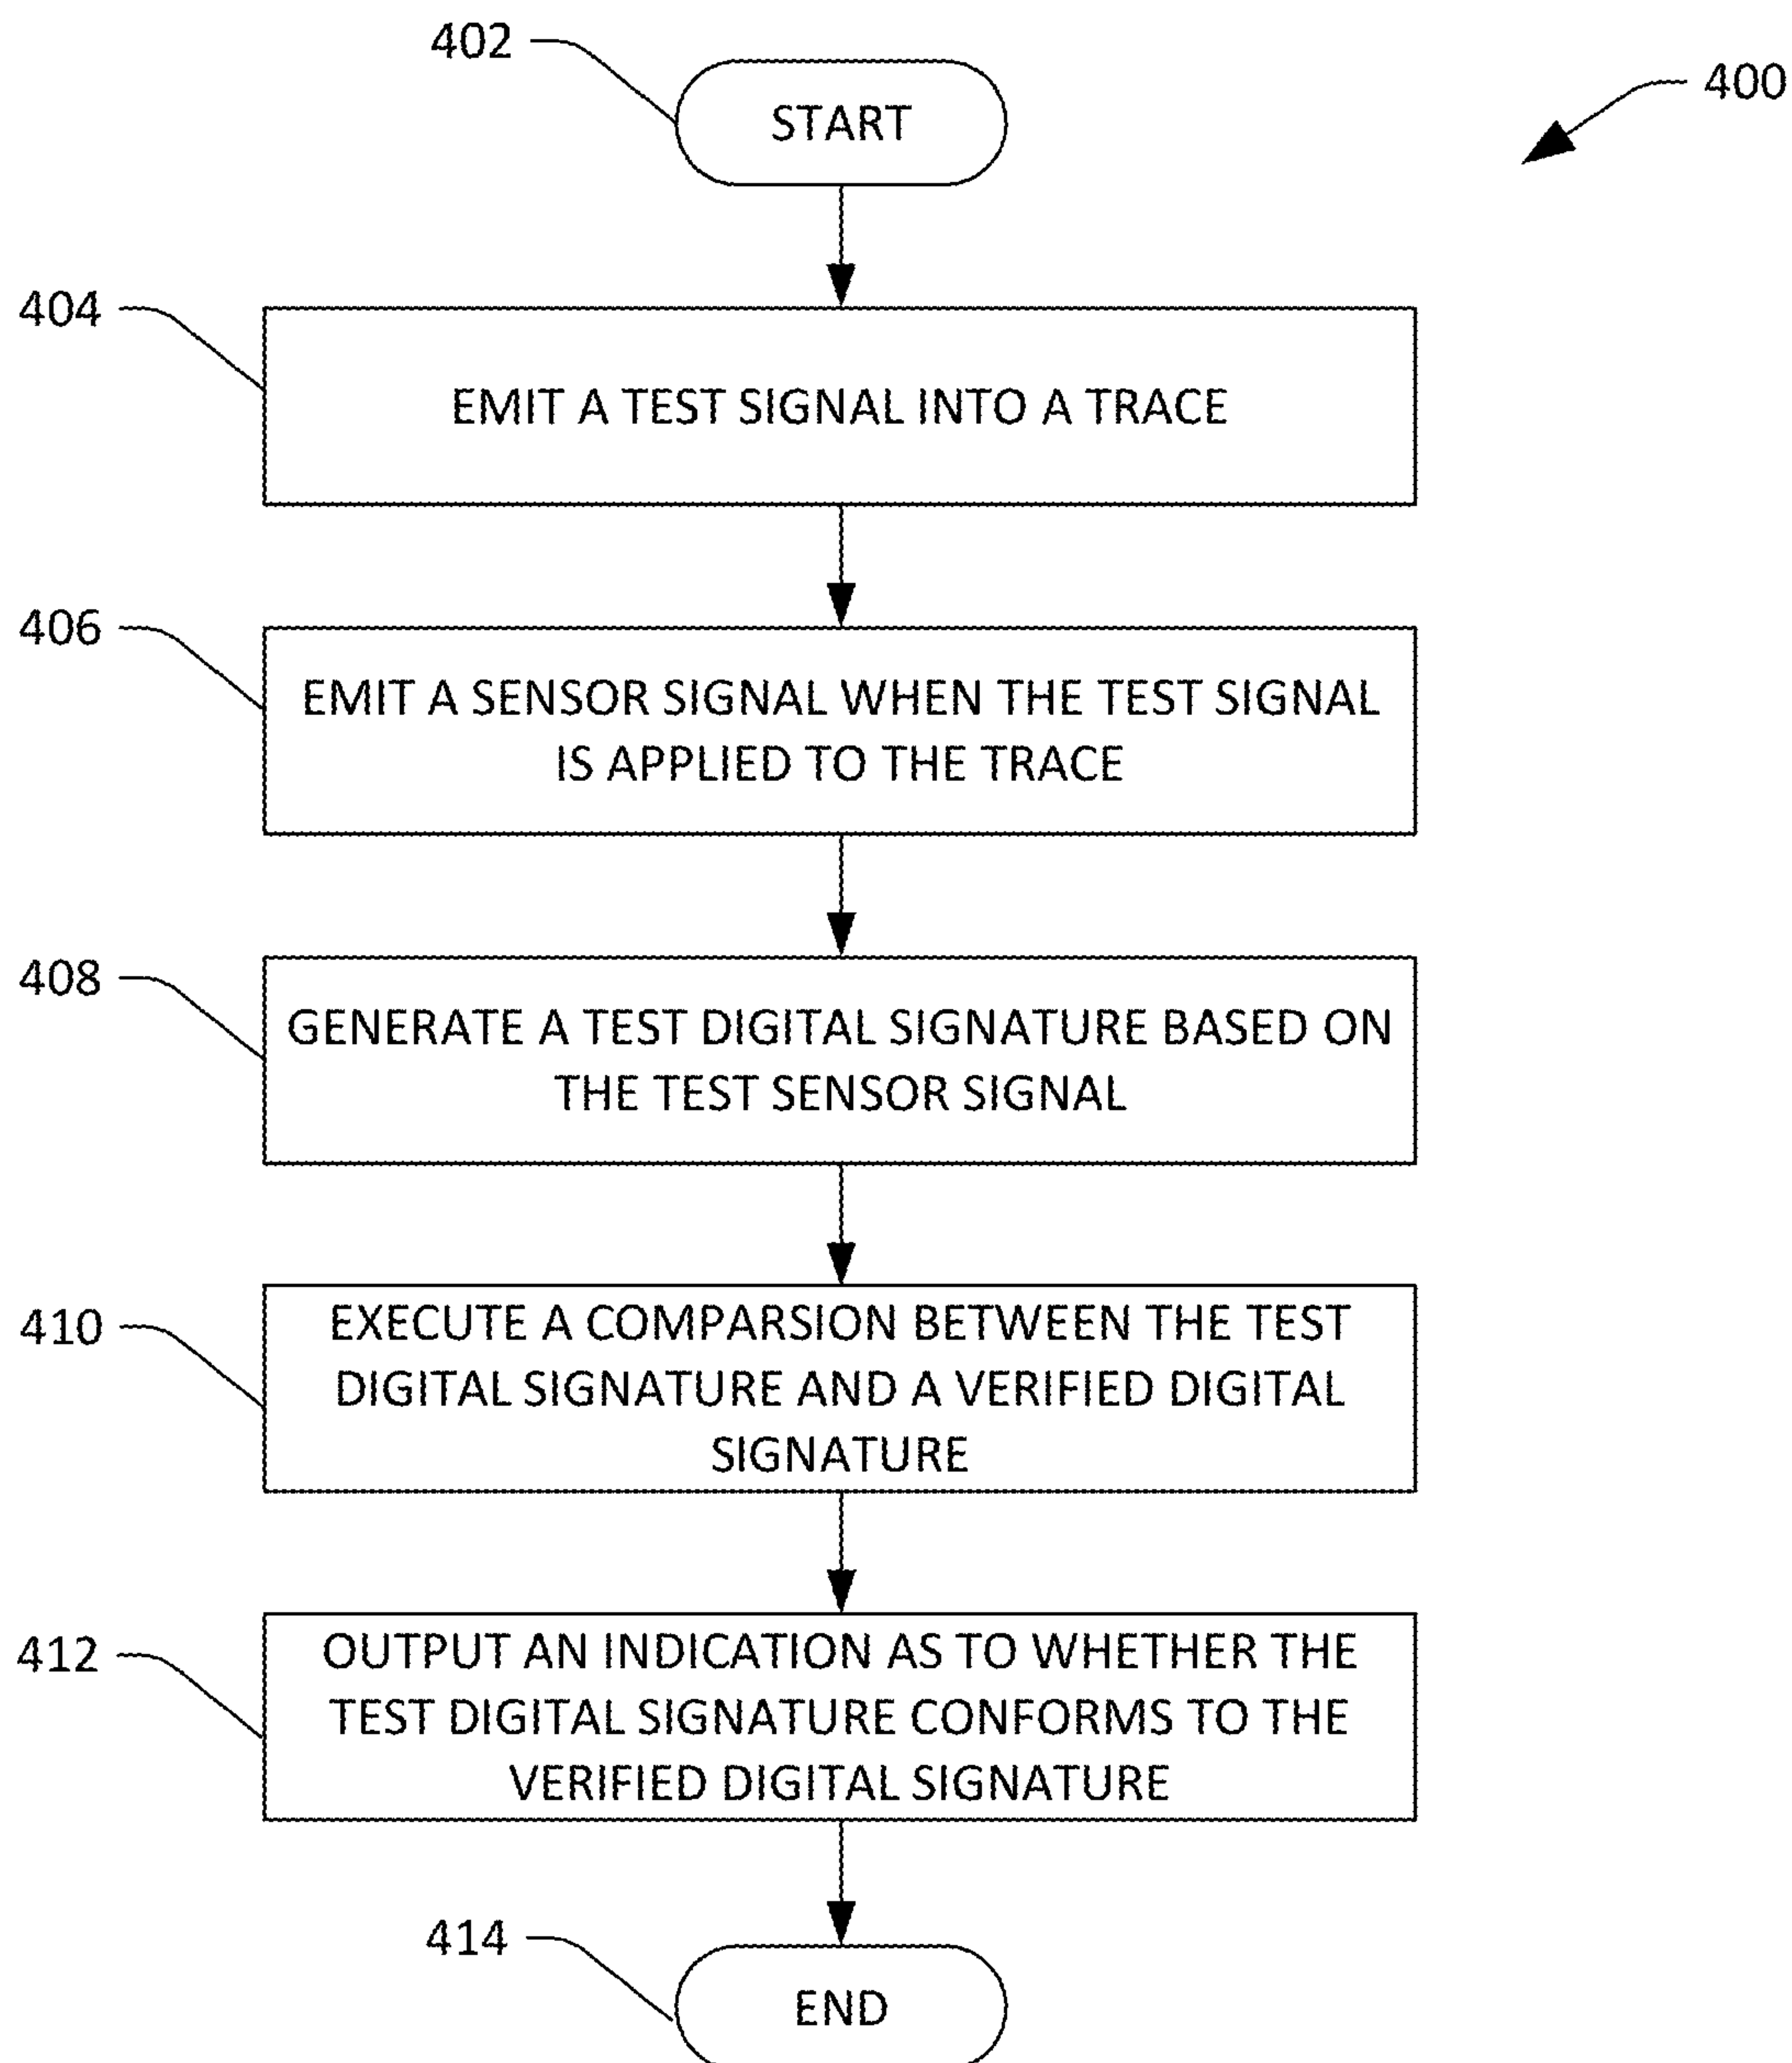 402
START
400
404
EMIT A TEST SIGNAL INTO A TRACE
406
EMIT A SENSOR SIGNAL WHEN THE TEST SIGNAL
IS APPLIED TO THE TRACE
408
GENERATE A TEST DIGITAL SIGNATURE BASED ON
THE TEST SENSOR SIGNAL
410
EXECUTE A COMPARSION BETWEEN THE TEST
DIGITAL SIGNATURE AND A VERIFIED DIGITAL
SIGNATURE
412
OUTPUT AN INDICATION AS TO WHETHER THE
TEST DIGITAL SIGNATURE CONFORMS TO THE
VERIFIED DIGITAL SIGNATURE
414
END